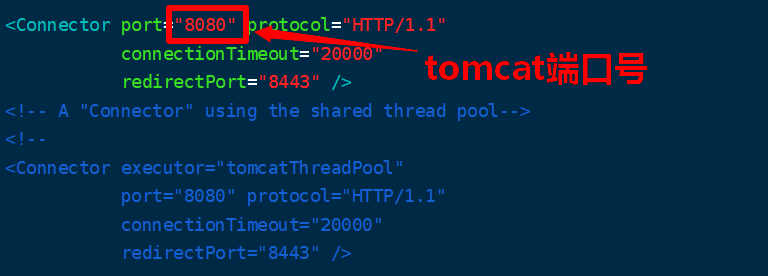 <Connector port="8080" protocol="HTTP/1.1"
connectionTimeout="20000"
redirectPort="8443" />
tomcat端口号
<!-- A "Connector" using the shared thread pool-->
<!--
<Connector executor="tomcatThreadPool"
port="8080" protocol="HTTP/1.1"
connectionTimeout="20000"
redirectPort="8443" />